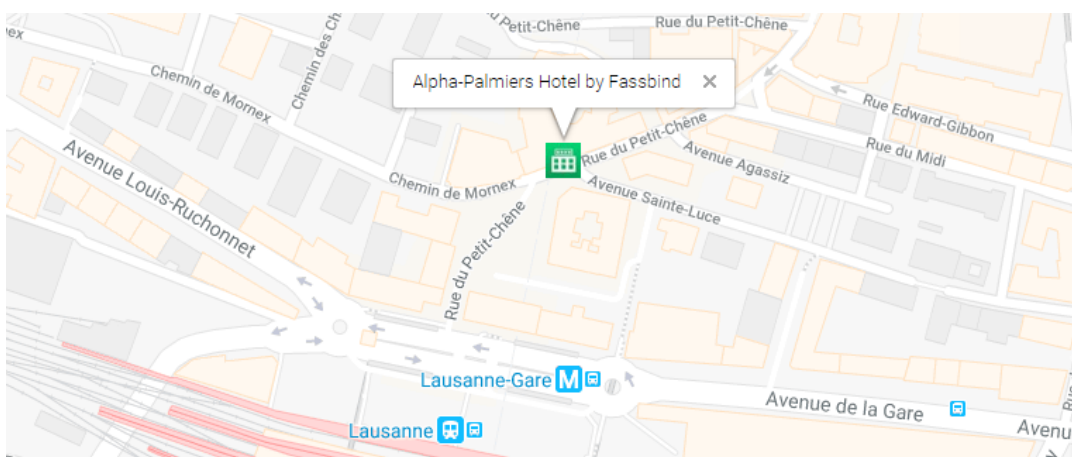 Petit-Chêne
Rue du Petit-Chêne
Chemin des
Chemin de Mornex
Alpha-Palmiers Hotel by Fassbind
Rue Edward-Gibbon
Rue du Petit-Chêne
Rue du Midi
Avenue Agassiz
Avenue Louis-Ruchonnet
Chemin de Mornex
Avenue Sainte-Luce
Rue du Petit-Chêne
Lausanne-Gare M
Avenue de la Gare
Lausanne